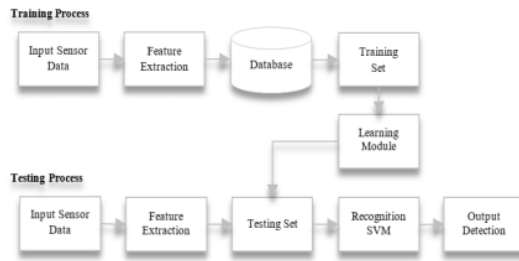 Training Process
Input Sensor
Data
Feature
Extraction
Database
Training
Set
Learning
Module
Testing Process
Input Sensor
Data
Feature
Extraction
Testing Set
Recognition
SVM
Output
Detection